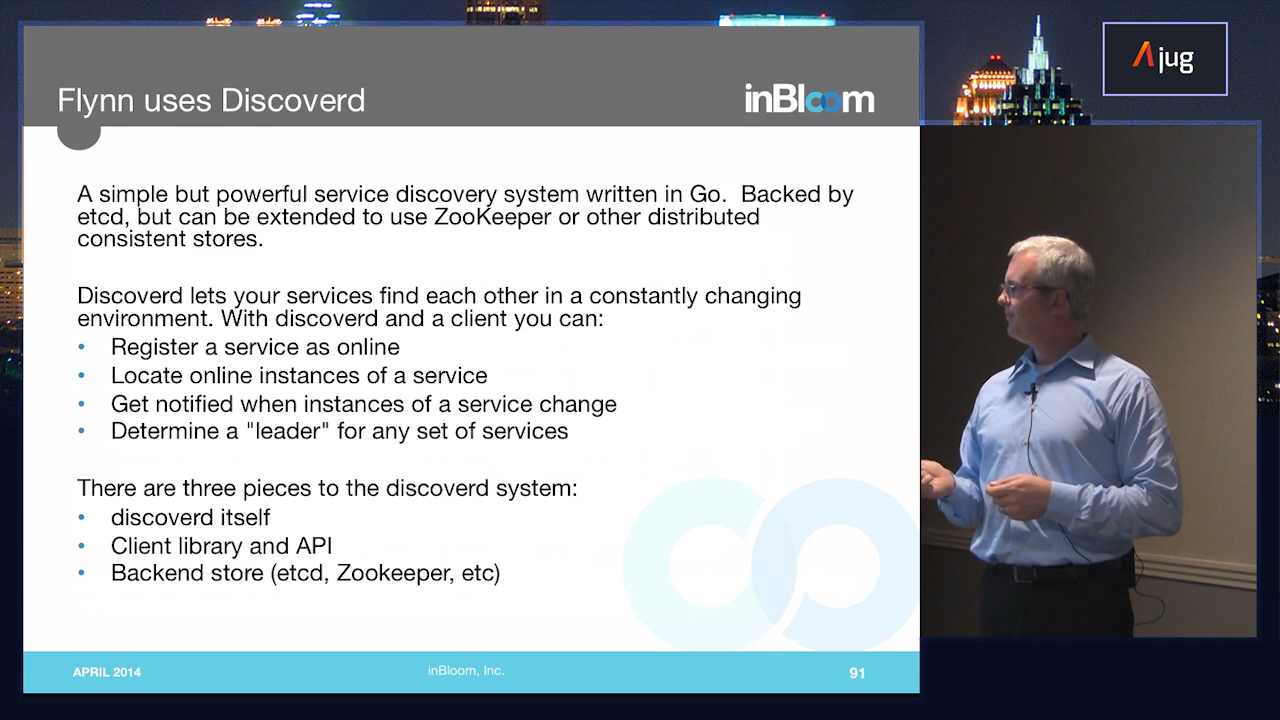 Flynn uses Discoverd
inBloom
jug
A simple but powerful service discovery system written in Go.  Backed by
etcd, but can be extended to use ZooKeeper or other distributed
consistent stores.
Discoverd lets your services find each other in a constantly changing
environment. With discoverd and a client you can:
• Register a service as online
• Locate online instances of a service
• Get notified when instances of a service change
• Determine a "leader" for any set of services
There are three pieces to the discoverd system:
• discoverd itself
• Client library and API
• Backend store (etcd, Zookeeper, etc)
APRIL 2014
inBloom, Inc.
91